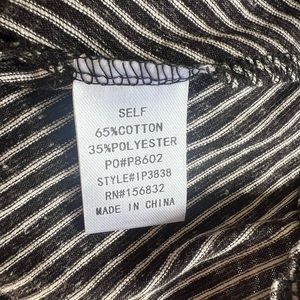 SELF
65%COTTON
35%POLYESTER
PO#P8602
STYLE#1P3838
RN#156832
MADE IN CHINA